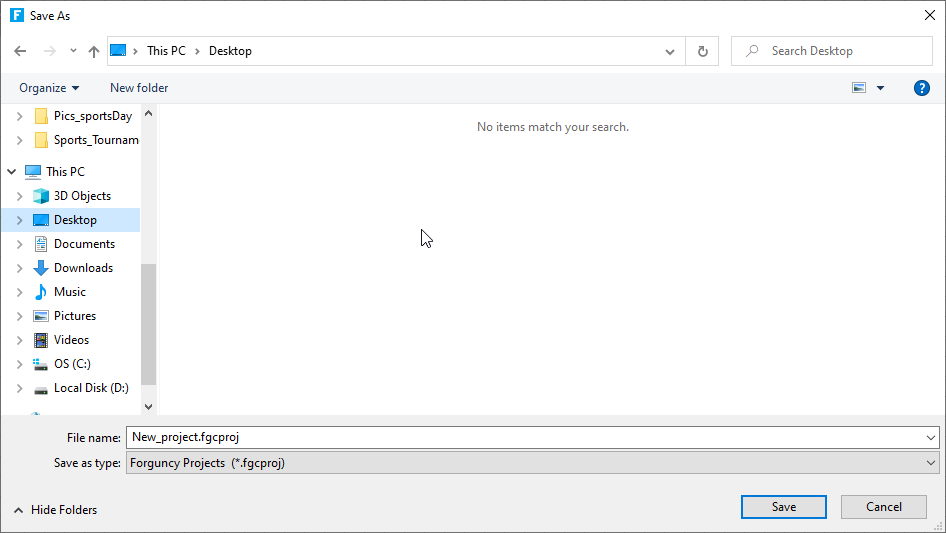 F Save As
This PC > Desktop
Search Desktop
Organize
New folder
?
Pics_sportsDay
Sports_Tournam
No items match your search.
This PC
3D Objects
Desktop
Documents
Downloads
Music
Pictures
Videos
OS (C:)
Local Disk (D:)
File name: New_project.fgcproj
Save as type: Forguncy Projects (*.fgcproj)
Hide Folders
Save
Cancel